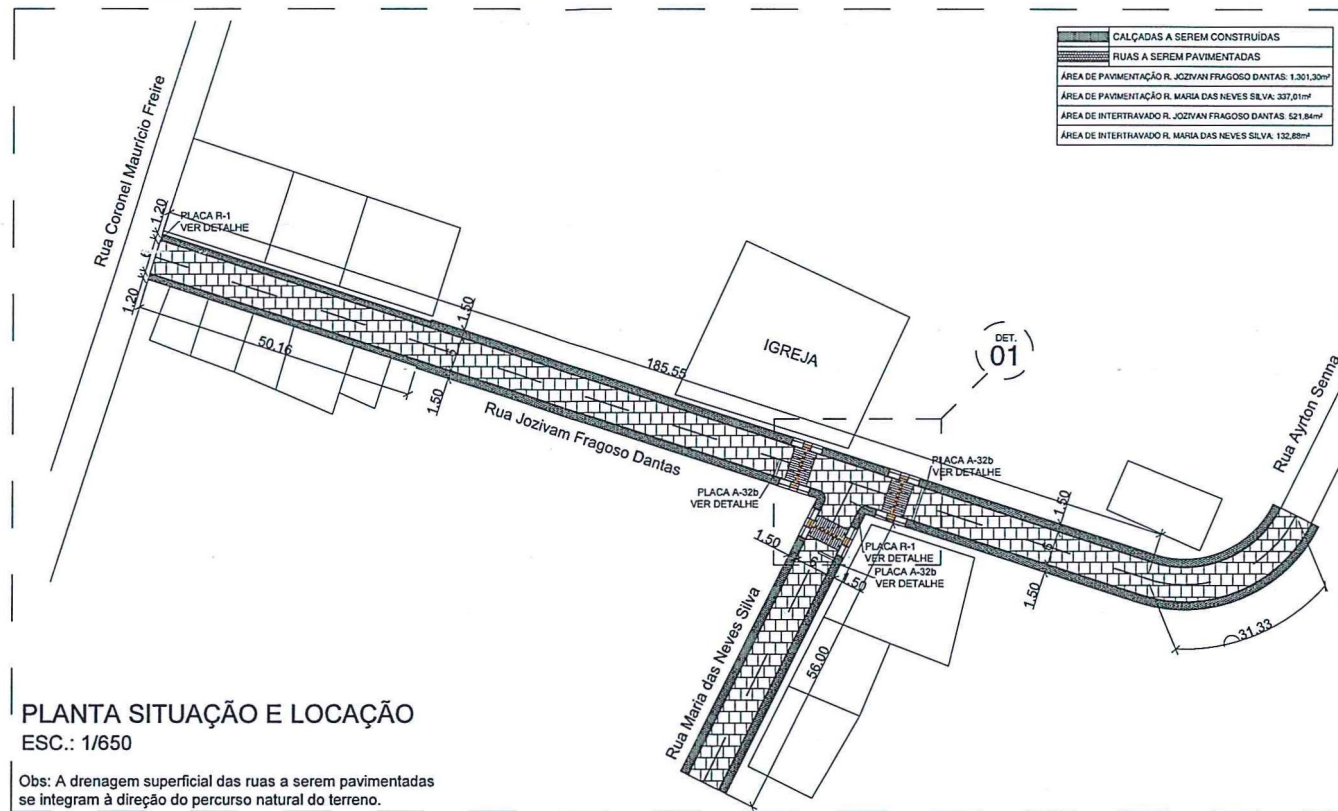 CALÇADAS A SEREM CONSTRUÍDAS
RUAS A SEREM PAVIMENTADAS
ÁREA DE PAVIMENTAÇÃO R. JOZIVAN FRAGOSO DANTAS: 1.301,30m²
ÁREA DE PAVIMENTAÇÃO R. MARIA DAS NEVES SILVA: 337,01m²
ÁREA DE INTERTRAVADO R. JOZIVAN FRAGOSO DANTAS: 521,84m²
ÁREA DE INTERTRAVADO R. MARIA DAS NEVES SILVA: 132,88m²
Rua Coronel Maurício Freire
1.20
PLACA R-1
VER DETALHE
6
1.20
50.16
1.50
6
1.50
185.55
IGREJA
DET.
01
Rua Jozivam Fragoso Dantas
PLACA A-32b
VER DETALHE
PLACA A-32b
VER DETALHE
Rua Ayrton Senna
1.50
6
1.50
PLACA R-1
VER DETALHE
PLACA A-32b
VER DETALHE
1.50
6
1.50
31.33
Rua Maria das Neves Silva
56.00
PLANTA SITUAÇÃO E LOCAÇÃO
ESC.: 1/650
Obs: A drenagem superficial das ruas a serem pavimentadas
se integram à direção do percurso natural do terreno.